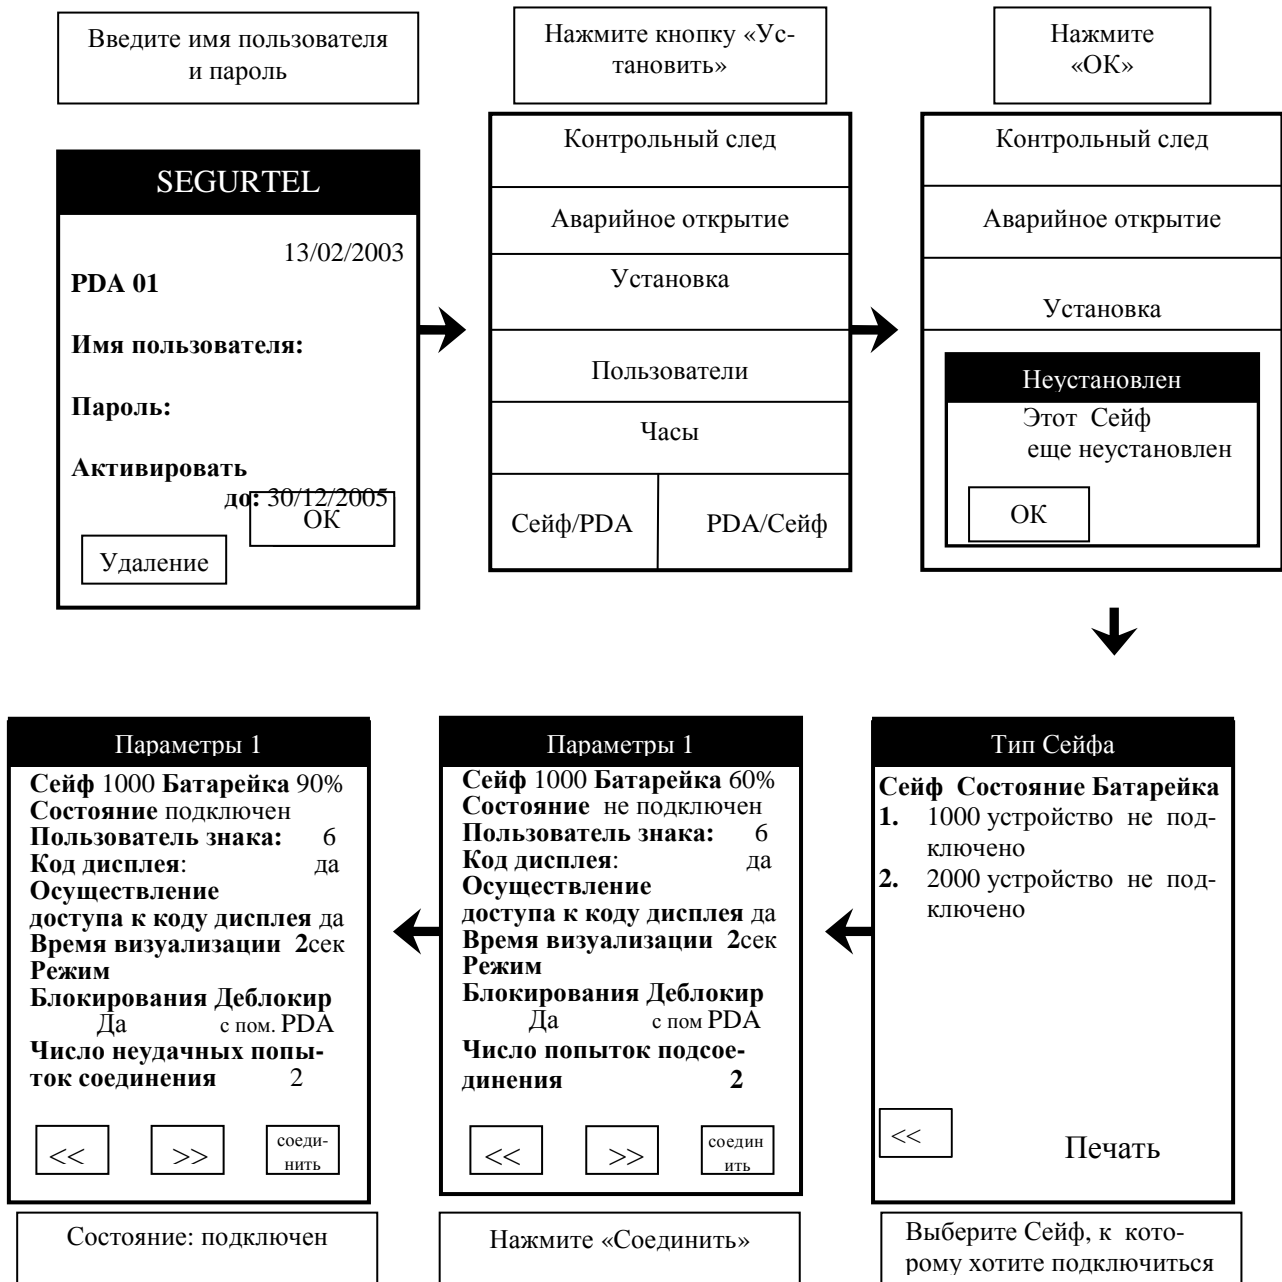 Введите имя пользователя
и пароль
SEGURTEL
13/02/2003
PDA 01
Имя пользователя:
Пароль:
Активировать
до: 30/12/2005
ОК
Удаление
Нажмите кнопку «Ус-
тановить»
Контрольный след
Аварийное открытие
Установка
Пользователи
Часы
Сейф/PDA PDA/Сейф
Нажмите
«ОК»
Контрольный след
Аварийное открытие
Установка
Неустановлен
Этот Сейф
еще неустановлен
ОК
Тип Сейфа
Сейф Состояние Батарейка
1. 1000 устройство не под-
ключено
2. 2000 устройство не под-
ключено
<<
Печать
Выберите Сейф, к кото-
рому хотите подключиться
Параметры 1
Сейф 1000 Батарейка 60%
Состояние не подключен
Пользователь знака: 6
Код дисплея: да
Осуществление
доступа к коду дисплея да
Время визуализации 2сек
Режим
Блокирования Деблокир
Да с пом PDA
Число попыток подсое-
динения 2
<< >> соедин
ить
Нажмите «Соединить»
Параметры 1
Сейф 1000 Батарейка 90%
Состояние подключен
Пользователь знака: 6
Код дисплея: да
Осуществление
доступа к коду дисплея да
Время визуализации 2сек
Режим
Блокирования Деблокир
Да с пом. PDA
Число неудачных попы-
ток соединения 2
<< >> соеди-
нить
Состояние: подключен